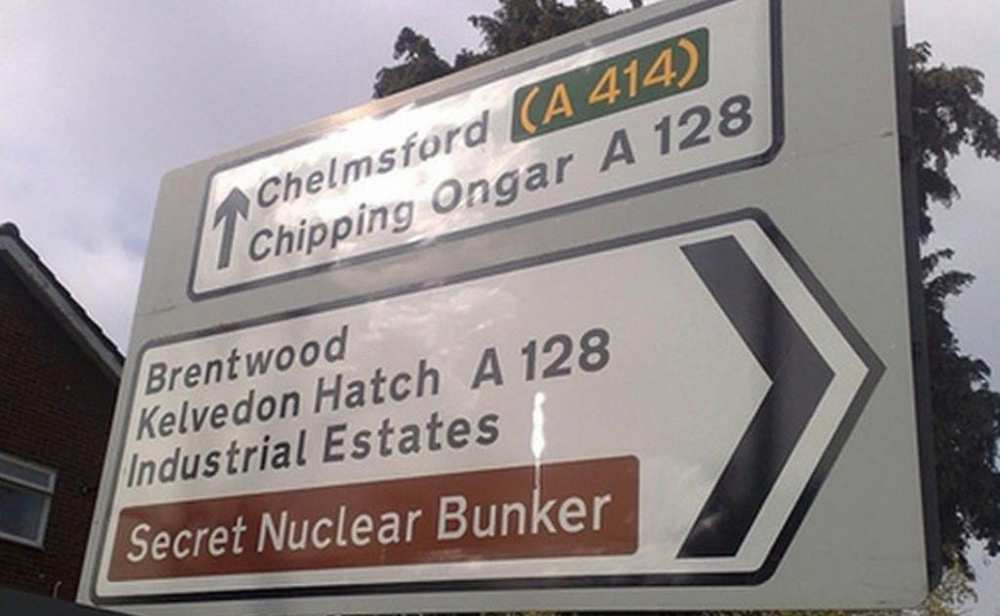 Chelmsford (A 414)
Chipping Ongar A 128
Brentwood
Kelvedon Hatch A 128
Industrial Estates
Secret Nuclear Bunker